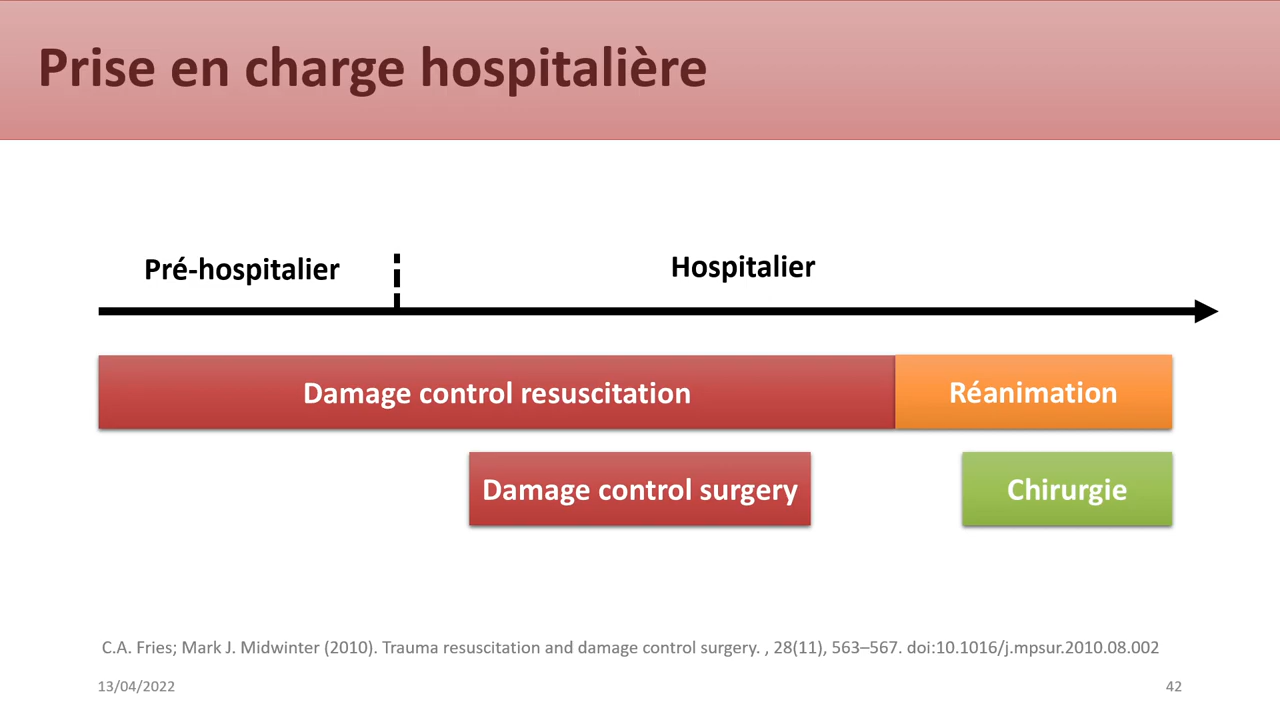 Prise en charge hospitalière
Pré-hospitalier
Hospitalier
Damage control resuscitation
Réanimation
Damage control surgery
Chirurgie
C.A. Fries; Mark J. Midwinter (2010). Trauma resuscitation and damage control surgery. , 28(11), 563–567. doi:10.1016/j.mpsur.2010.08.002
13/04/2022
42